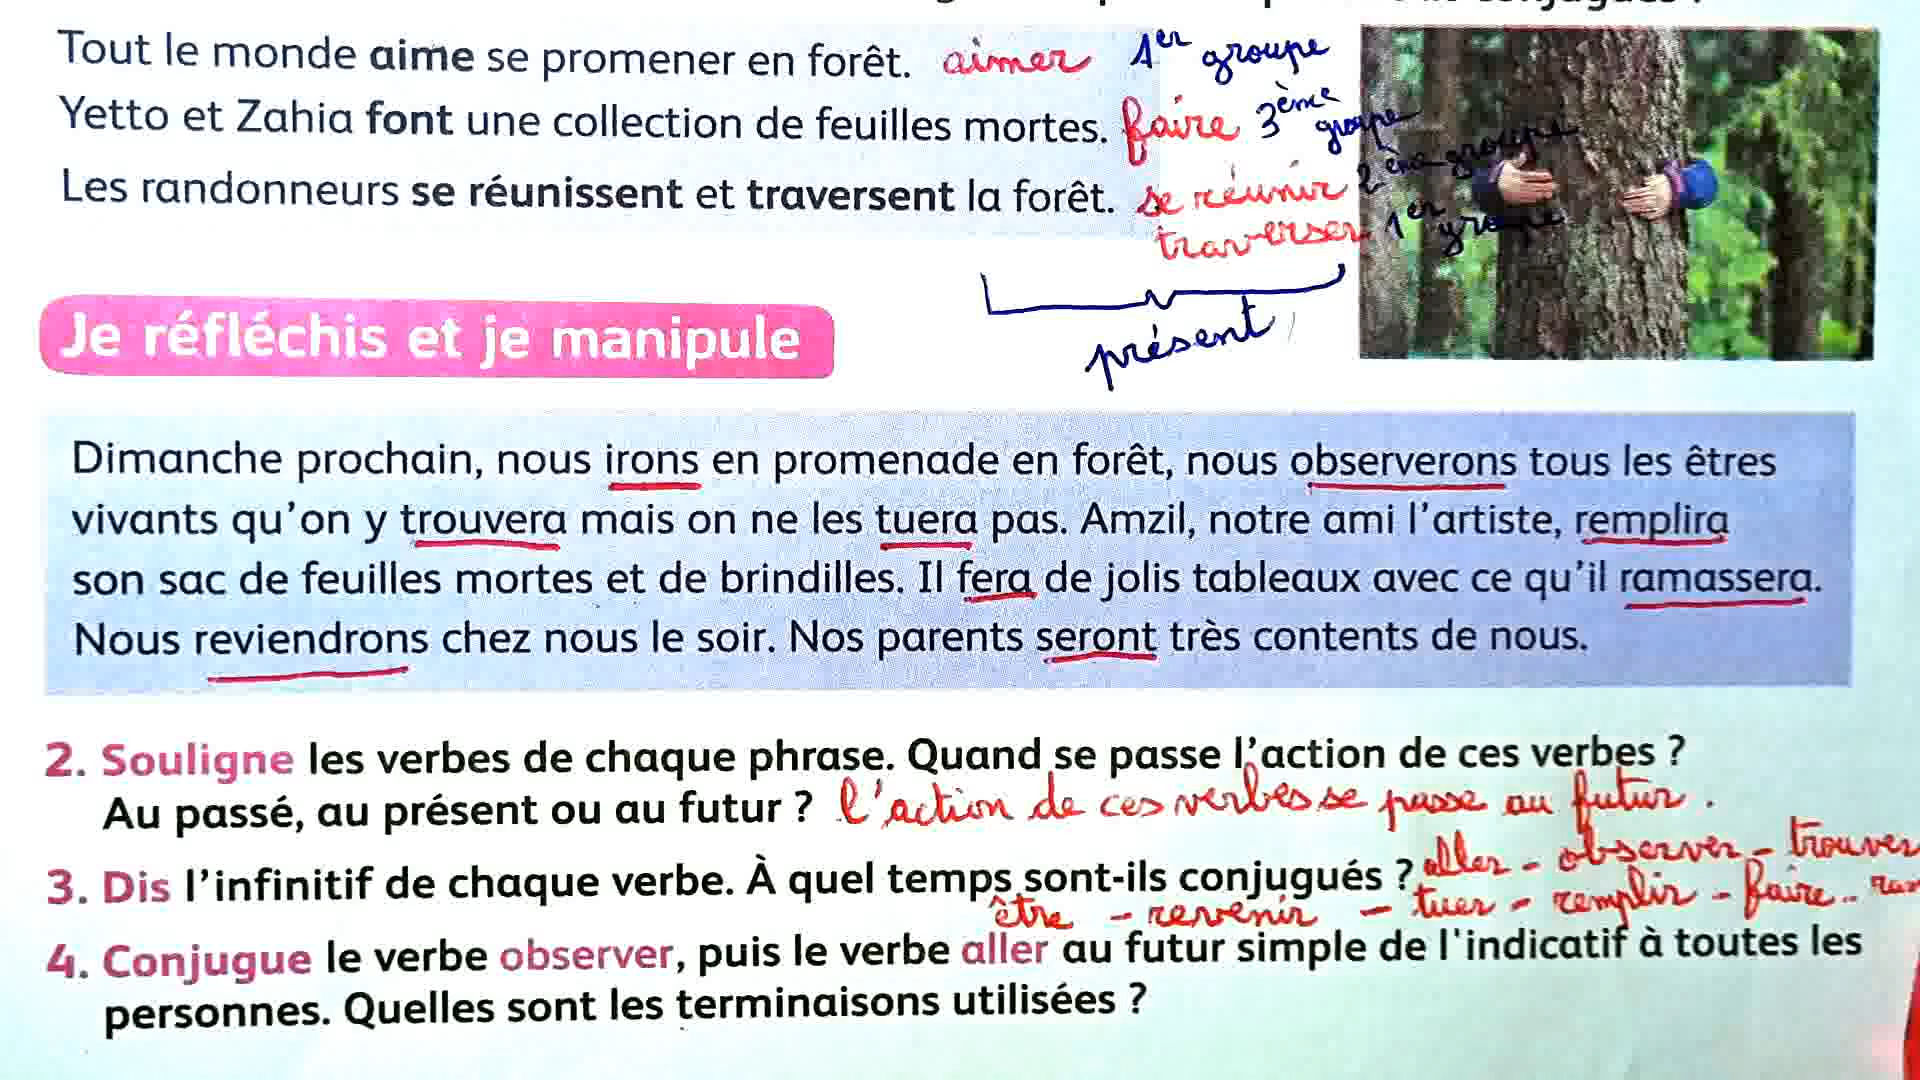 Tout le monde aime se promener en forêt. aimer 1er groupe
Yetto et Zahia font une collection de feuilles mortes. faire 3ème groupe
Les randonneurs se réunissent et traversent la forêt. se réunir 2ème groupe
traverser 1er groupe
présent
Je réfléchis et je manipule
Dimanche prochain, nous irons en promenade en forêt, nous observerons tous les êtres
vivants qu'on y trouvera mais on ne les tuera pas. Amzil, notre ami l'artiste, remplira
son sac de feuilles mortes et de brindilles. Il fera de jolis tableaux avec ce qu'il ramassera.
Nous reviendrons chez nous le soir. Nos parents seront très contents de nous.
2. Souligne les verbes de chaque phrase. Quand se passe l'action de ces verbes ?
Au passé, au présent ou au futur ? l'action de ces verbes se passe au futur.
3. Dis l'infinitif de chaque verbe. À quel temps sont-ils conjugués ? aller - observer - trouver
être - revenir - tuer - remplir - faire -
4. Conjugue le verbe observer, puis le verbe aller au futur simple de l'indicatif à toutes les
personnes. Quelles sont les terminaisons utilisées ?